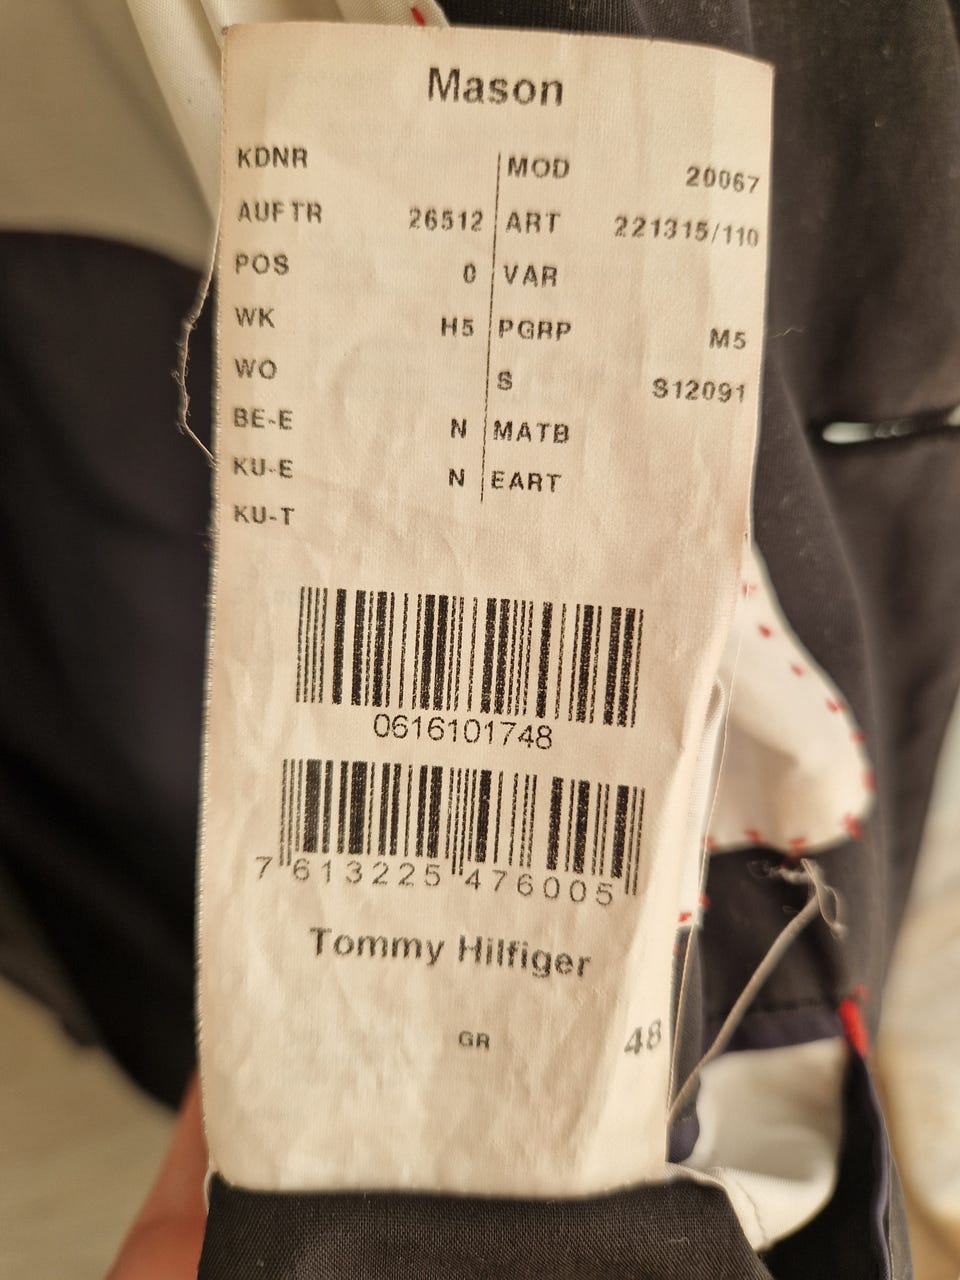 Mason
KDNR
AUFTR 26512
POS 0
WK H5
WO
BE-E N
KU-E N
KU-T
MOD 20067
ART 221315/110
VAR
PGRP M5
S S12091
MATB
EART
0616101748
7 613225 476005
Tommy Hilfiger
GR 48